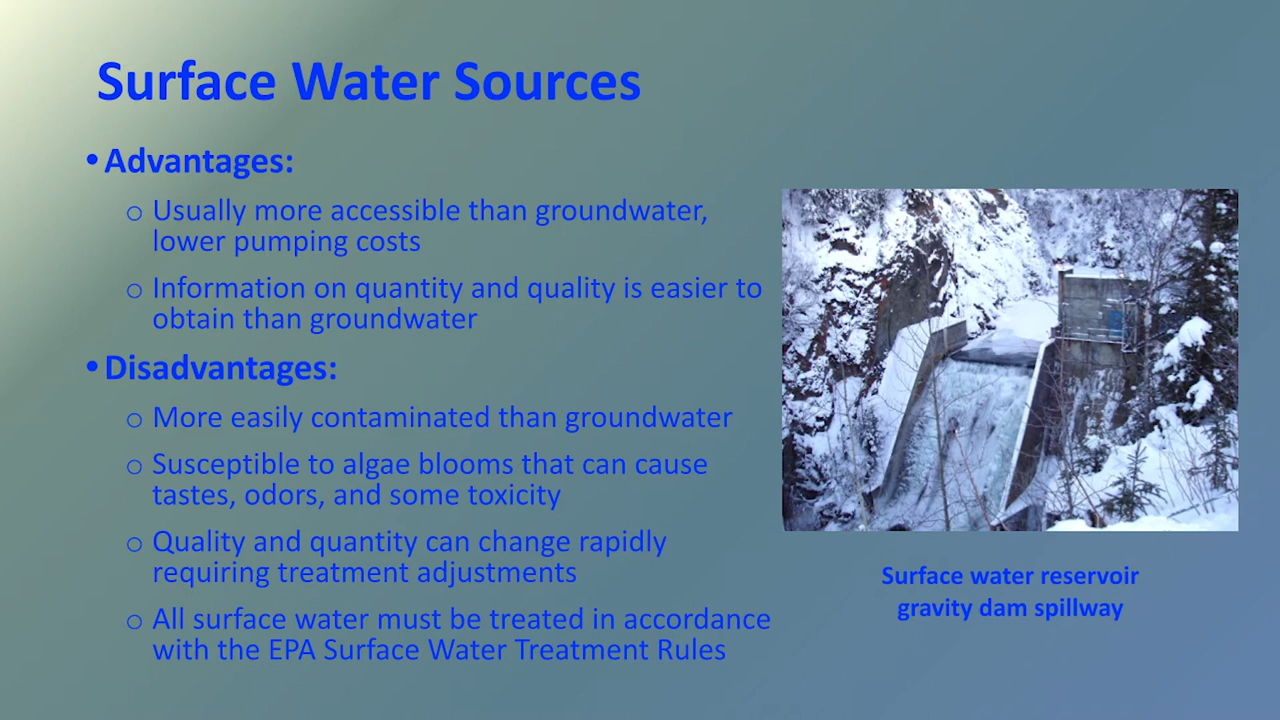 Surface Water Sources
• Advantages:
o Usually more accessible than groundwater,
lower pumping costs
o Information on quantity and quality is easier to
obtain than groundwater
• Disadvantages:
o More easily contaminated than groundwater
o Susceptible to algae blooms that can cause
tastes, odors, and some toxicity
o Quality and quantity can change rapidly
requiring treatment adjustments
o All surface water must be treated in accordance
with the EPA Surface Water Treatment Rules
Surface water reservoir
gravity dam spillway